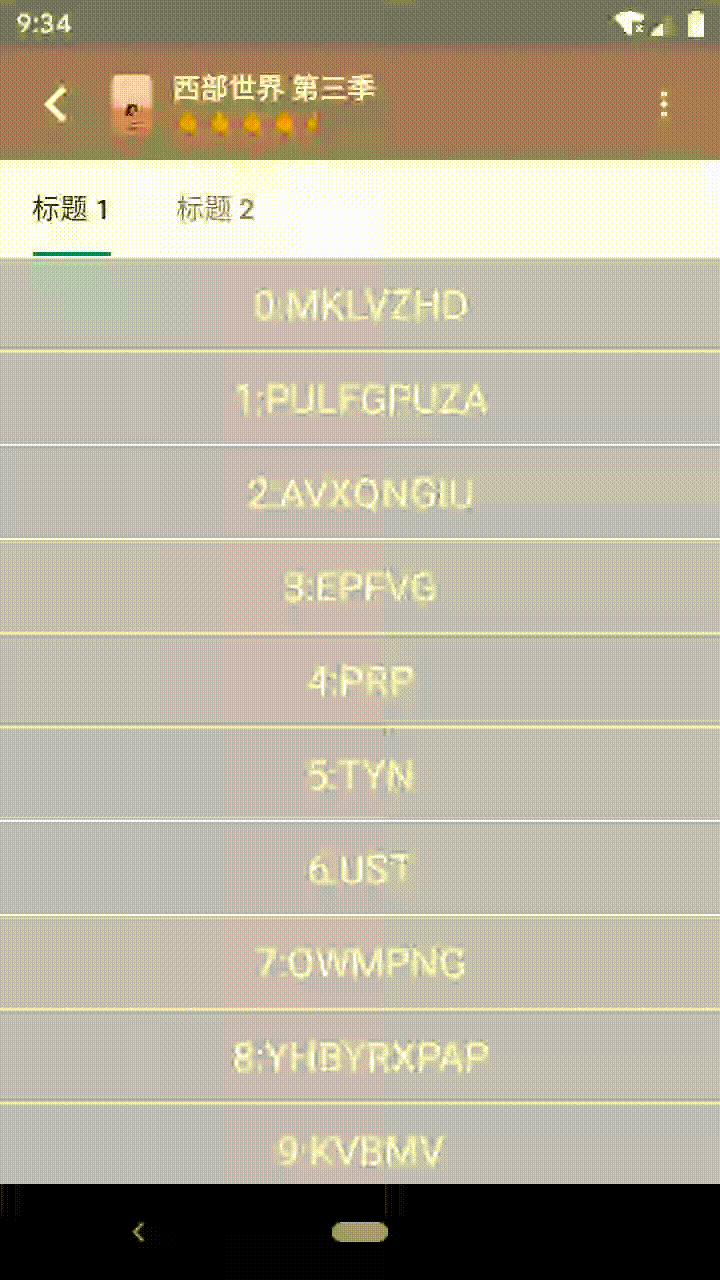 9:34
西部世界 第三季
标题 1
标题 2
0:MKLVZHD
1:PULFGPUZA
2:AVXQNGIU
3:EPFVG
4:PRP
5:TYN
6:UST
7:OWMPNG
8:YHBYRXPAP
9:KVBMV